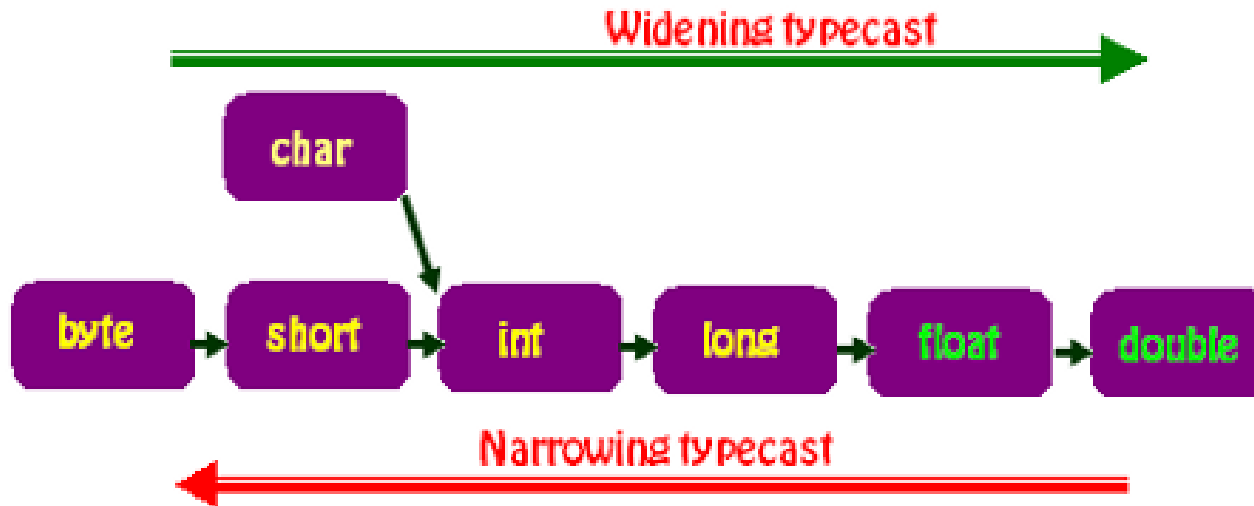 Widening typecast
char
byte short int long float double
Narrowing typecast